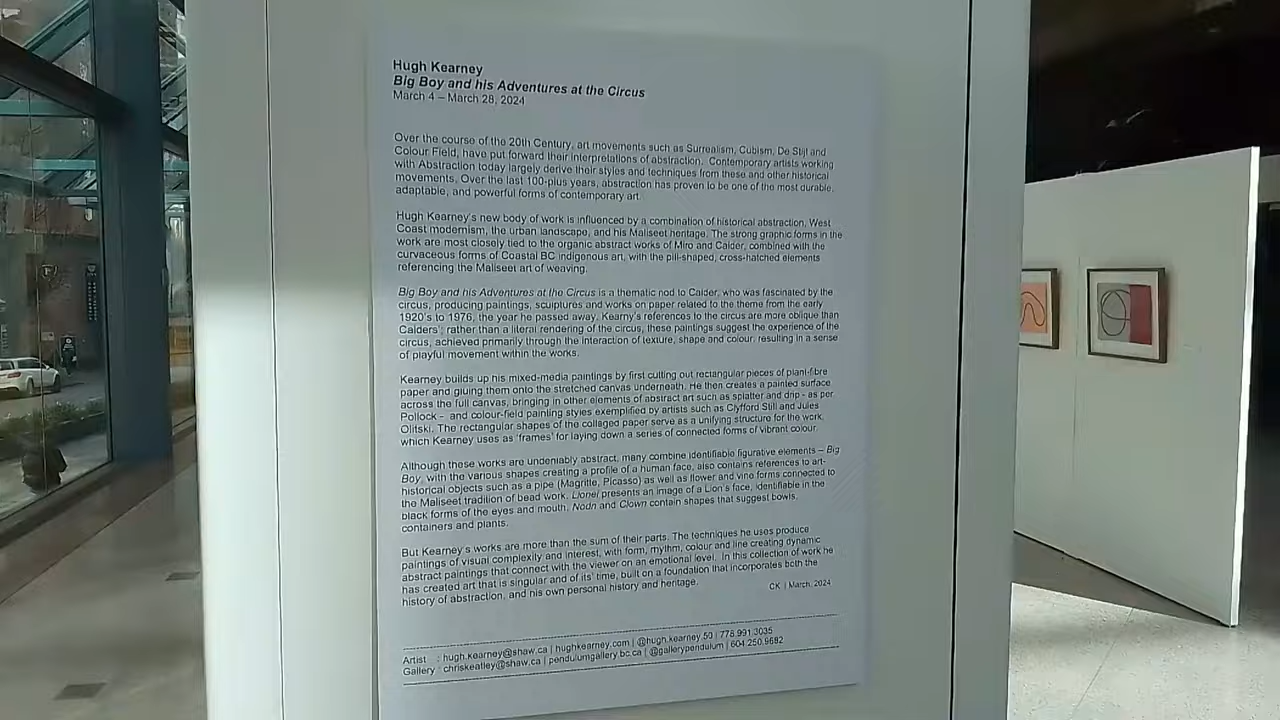 Hugh Kearney
Big Boy and his Adventures at the Circus
March 4 – March 28, 2024
Over the course of the 20th Century, art movements such as Surrealism, Cubism, De Stijl and
Colour Field, have put forward their interpretations of abstraction. Contemporary artists working
with Abstraction today largely derive their styles and techniques from these and other historical
movements. Over the last 100-plus years, abstraction has proven to be one of the most durable,
adaptable, and powerful forms of contemporary art.
Hugh Kearney's new body of work is influenced by a combination of historical abstraction, West
Coast modernism, the urban landscape, and his Maliseet heritage. The strong graphic forms in the
work are most closely tied to the organic abstract works of Miro and Calder, combined with the
curvaceous forms of Coastal BC indigenous art, with the pill-shaped, cross-hatched elements
referencing the Maliseet art of weaving.
Big Boy and his Adventures at the Circus is a thematic nod to Calder, who was fascinated by the
circus, producing paintings, sculptures and works on paper related to the theme from the early
1920's to 1976, the year he passed away. Kearny's references to the circus are more oblique than
Calders'; rather than a literal rendering of the circus, these paintings suggest the experience of the
circus, achieved primarily through the interaction of texture, shape and colour, resulting in a sense
of playful movement within the works.
Kearney builds up his mixed-media paintings by first cutting out rectangular pieces of plant-fibre
paper and gluing them onto the stretched canvas underneath. He then creates a painted surface
across the full canvas, bringing in other elements of abstract art such as splatter and drip - as per
Pollock - and colour-field painting styles exemplified by artists such as Clyfford Still and Jules
Olitski. The rectangular shapes of the collaged paper serve as a unifying structure for the work,
which Kearney uses as 'frames' for laying down a series of connected forms of vibrant colour.
Although these works are undeniably abstract, many combine identifiable figurative elements – Big
Boy, with the various shapes creating a profile of a human face, also contains references to art-
historical objects such as a pipe (Magritte, Picasso) as well as flower and vine forms connected to
the Maliseet tradition of bead work. Lionel presents an image of a Lion's face, identifiable in the
black forms of the eyes and mouth. Nodn and Clown contain shapes that suggest bowls,
containers and plants.
But Kearney's works are more than the sum of their parts. The techniques he uses produce
paintings of visual complexity and interest, with form, rhythm, colour and line creating dynamic
abstract paintings that connect with the viewer on an emotional level. In this collection of work he
has created art that is singular and of its' time, built on a foundation that incorporates both the
history of abstraction, and his own personal history and heritage.
CK | March, 2024
Artist : hugh.kearney@shaw.ca | hughkearney.com | @hugh.kearney.50 | 778.991.3035
Gallery : chriskeatley@shaw.ca | pendulumgallery.bc.ca | @gallerypendulum | 604.250.9682